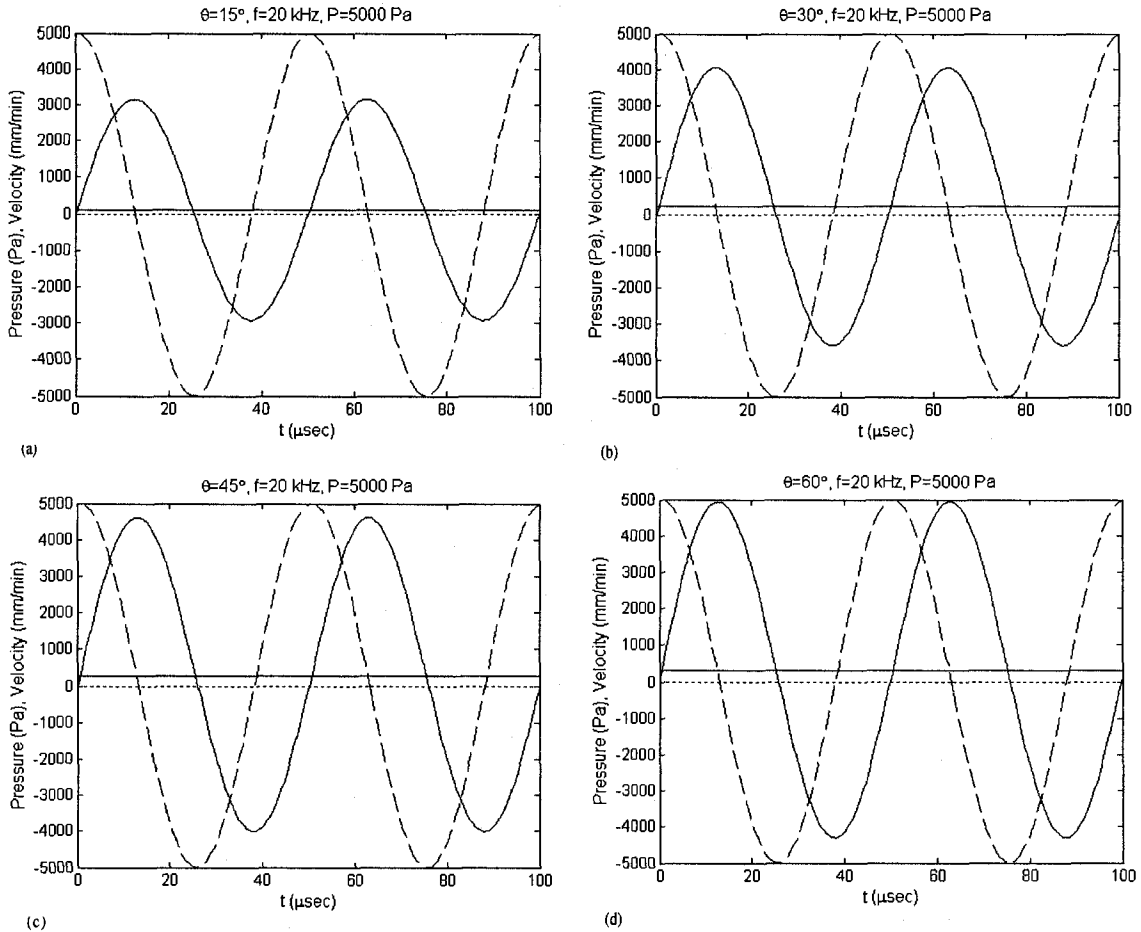 θ=15°, f=20 kHz, P=5000 Pa
Pressure (Pa), Velocity (mm/min)
5000
4000
3000
2000
1000
0
-1000
-2000
-3000
-4000
-5000
0 20 40 60 80 100
t (μsec)
(a)
θ=30°, f=20 kHz, P=5000 Pa
Pressure (Pa), Velocity (mm/min)
5000
4000
3000
2000
1000
0
-1000
-2000
-3000
-4000
-5000
0 20 40 60 80 100
t (μsec)
(b)
θ=45°, f=20 kHz, P=5000 Pa
Pressure (Pa), Velocity (mm/min)
5000
4000
3000
2000
1000
0
-1000
-2000
-3000
-4000
-5000
0 20 40 60 80 100
t (μsec)
(c)
θ=60°, f=20 kHz, P=5000 Pa
Pressure (Pa), Velocity (mm/min)
5000
4000
3000
2000
1000
0
-1000
-2000
-3000
-4000
-5000
0 20 40 60 80 100
t (μsec)
(d)